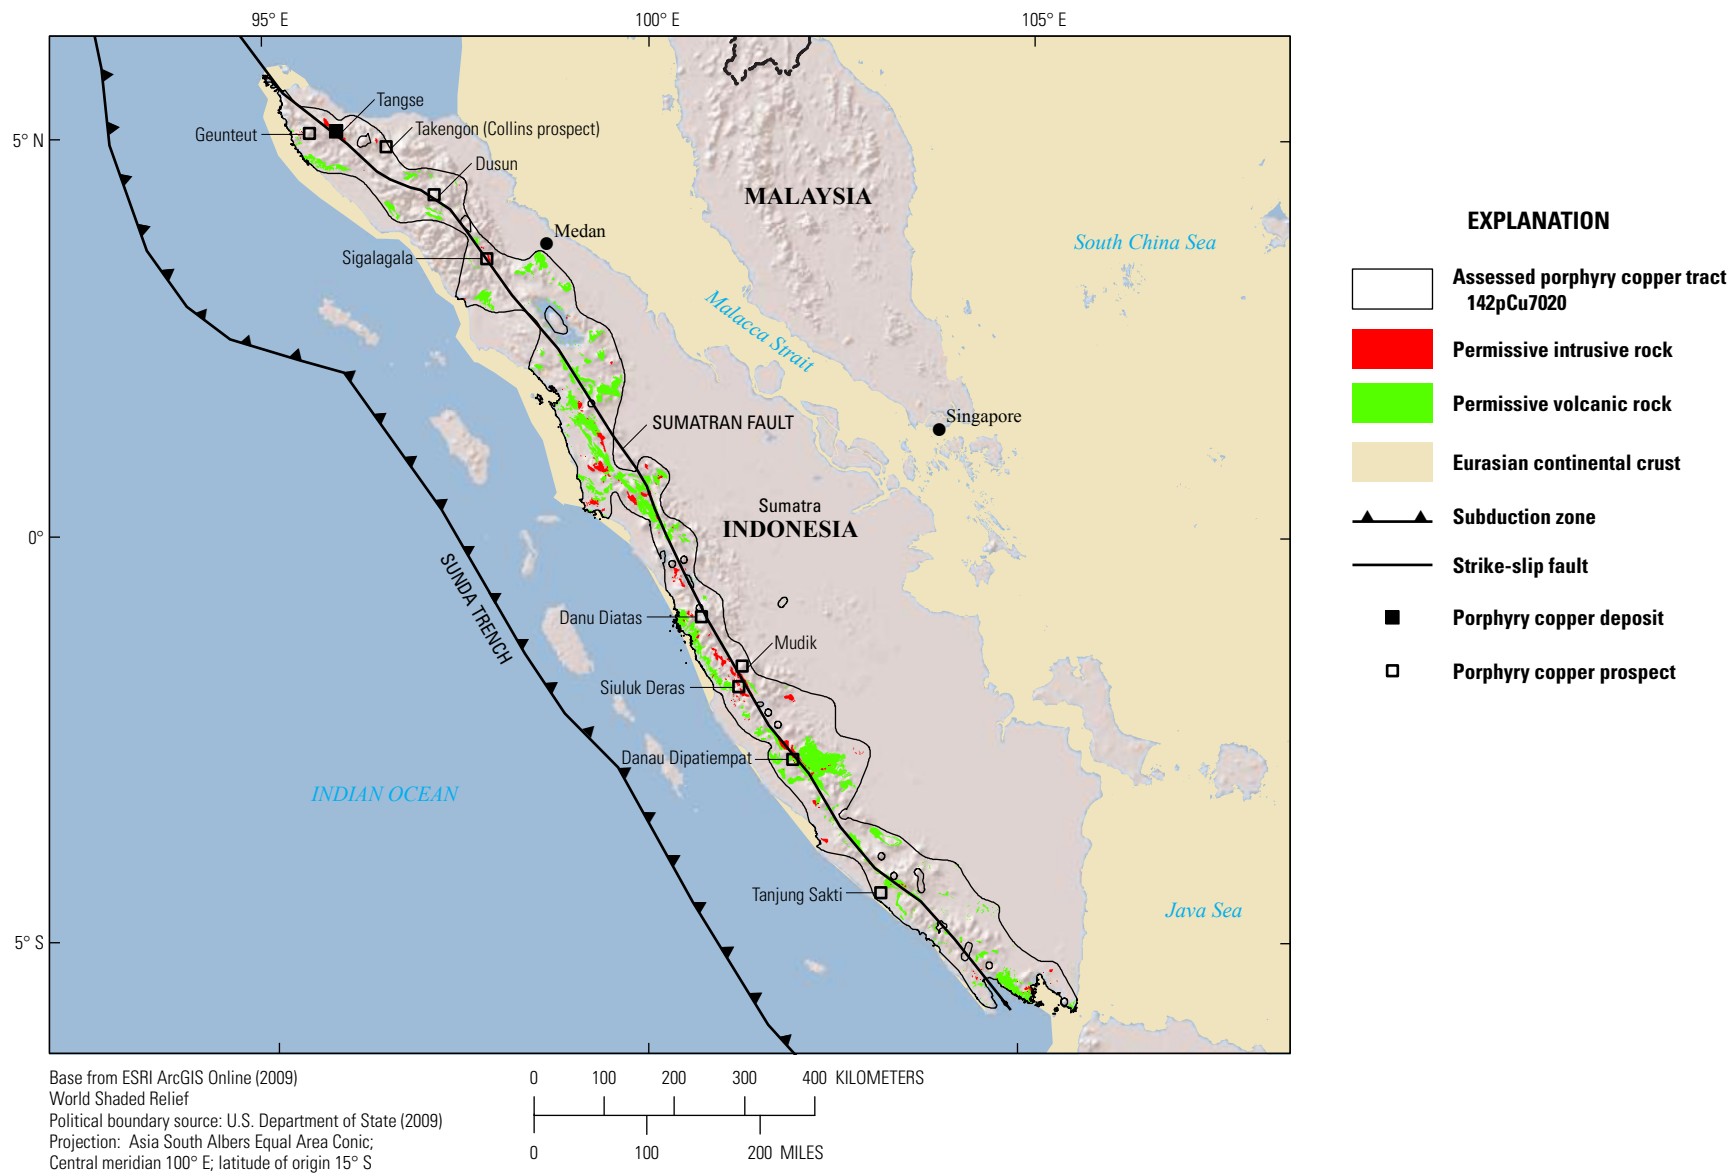 95° E
100° E
105° E
5° N
0°
5° S
Tangse
Geunteut
Takengon (Collins prospect)
Dusun
MALAYSIA
Medan
South China Sea
Sigalagala
Malacca Strait
SUMATRAN FAULT
Singapore
Sumatra
INDONESIA
SUNDA TRENCH
Danu Diatas
Mudik
Siuluk Deras
Danau Dipatiempat
INDIAN OCEAN
Tanjung Sakti
Java Sea
EXPLANATION
Assessed porphyry copper tract
142pCu7020
Permissive intrusive rock
Permissive volcanic rock
Eurasian continental crust
Subduction zone
Strike-slip fault
Porphyry copper deposit
Porphyry copper prospect
Base from ESRI ArcGIS Online (2009)
World Shaded Relief
Political boundary source: U.S. Department of State (2009)
Projection: Asia South Albers Equal Area Conic;
Central meridian 100° E; latitude of origin 15° S
0 100 200 300 400 KILOMETERS
0 100 200 MILES